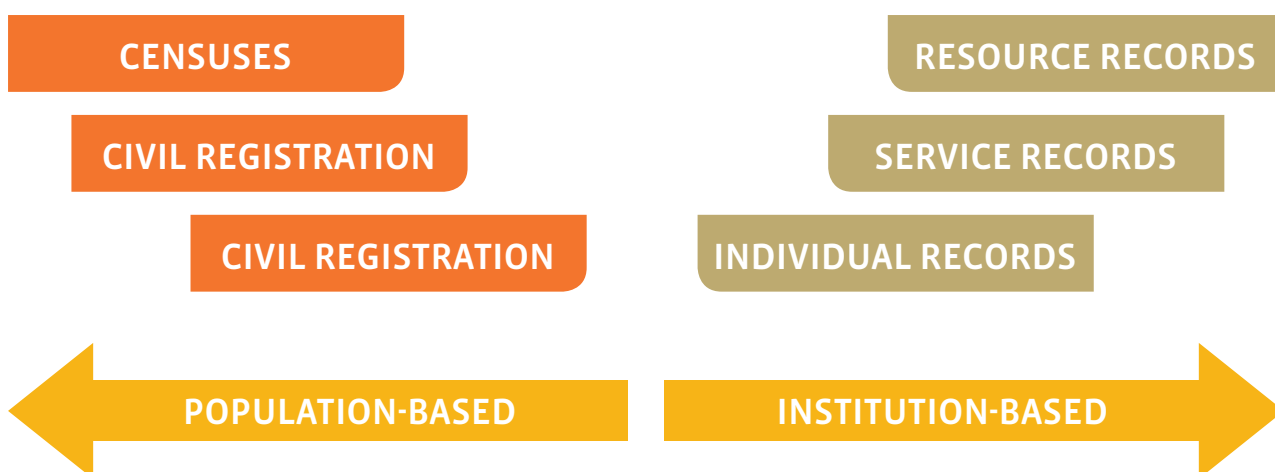 CENSUSES
RESOURCE RECORDS
CIVIL REGISTRATION
SERVICE RECORDS
CIVIL REGISTRATION
INDIVIDUAL RECORDS
POPULATION-BASED
INSTITUTION-BASED